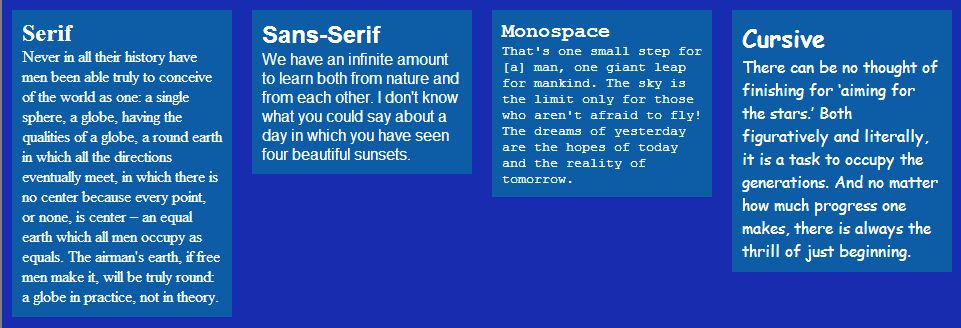 Serif
Never in all their history have
men been able truly to conceive
of the world as one: a single
sphere, a globe, having the
qualities of a globe, a round earth
in which all the directions
eventually meet, in which there is
no center because every point,
or none, is center – an equal
earth which all men occupy as
equals. The airman's earth, if free
men make it, will be truly round:
a globe in practice, not in theory.
Sans-Serif
We have an infinite amount
to learn both from nature and
from each other. I don't know
what you could say about a
day in which you have seen
four beautiful sunsets.
Monospace
That's one small step for
[a] man, one giant leap
for mankind. The sky is
the limit only for those
who aren't afraid to fly!
The dreams of yesterday
are the hopes of today
and the reality of
tomorrow.
Cursive
There can be no thought of
finishing for ‘aiming for
the stars.’ Both
figuratively and literally,
it is a task to occupy the
generations. And no matter
how much progress one
makes, there is always the
thrill of just beginning.